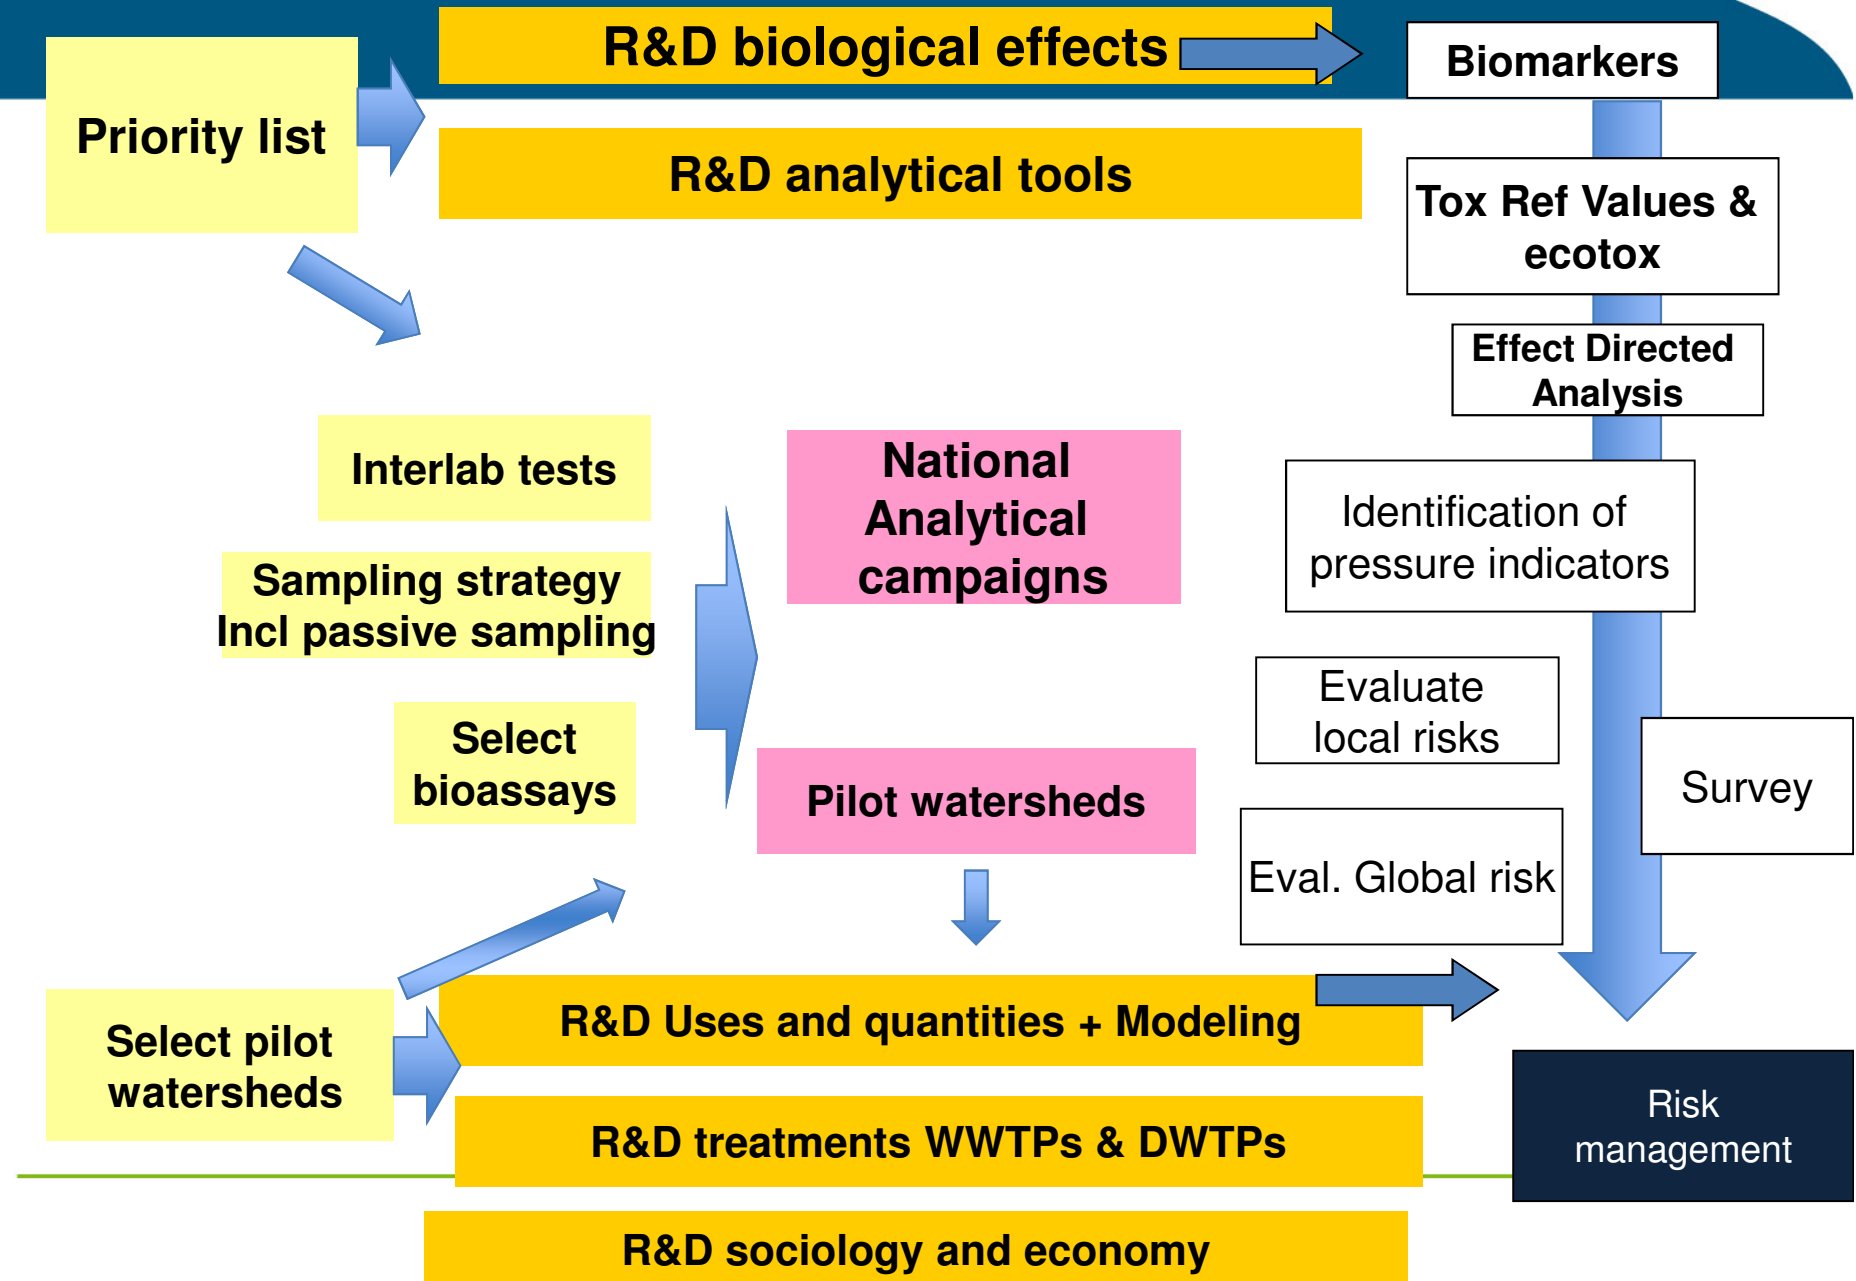 R&D biological effects
Biomarkers
Priority list
R&D analytical tools
Tox Ref Values &
ecotox
Effect Directed
Analysis
Interlab tests
National
Analytical
campaigns
Identification of
pressure indicators
Sampling strategy
Incl passive sampling
Evaluate
local risks
Select
bioassays
Pilot watersheds
Survey
Eval. Global risk
Select pilot
watersheds
R&D Uses and quantities + Modeling
Risk
management
R&D treatments WWTPs & DWTPs
R&D sociology and economy